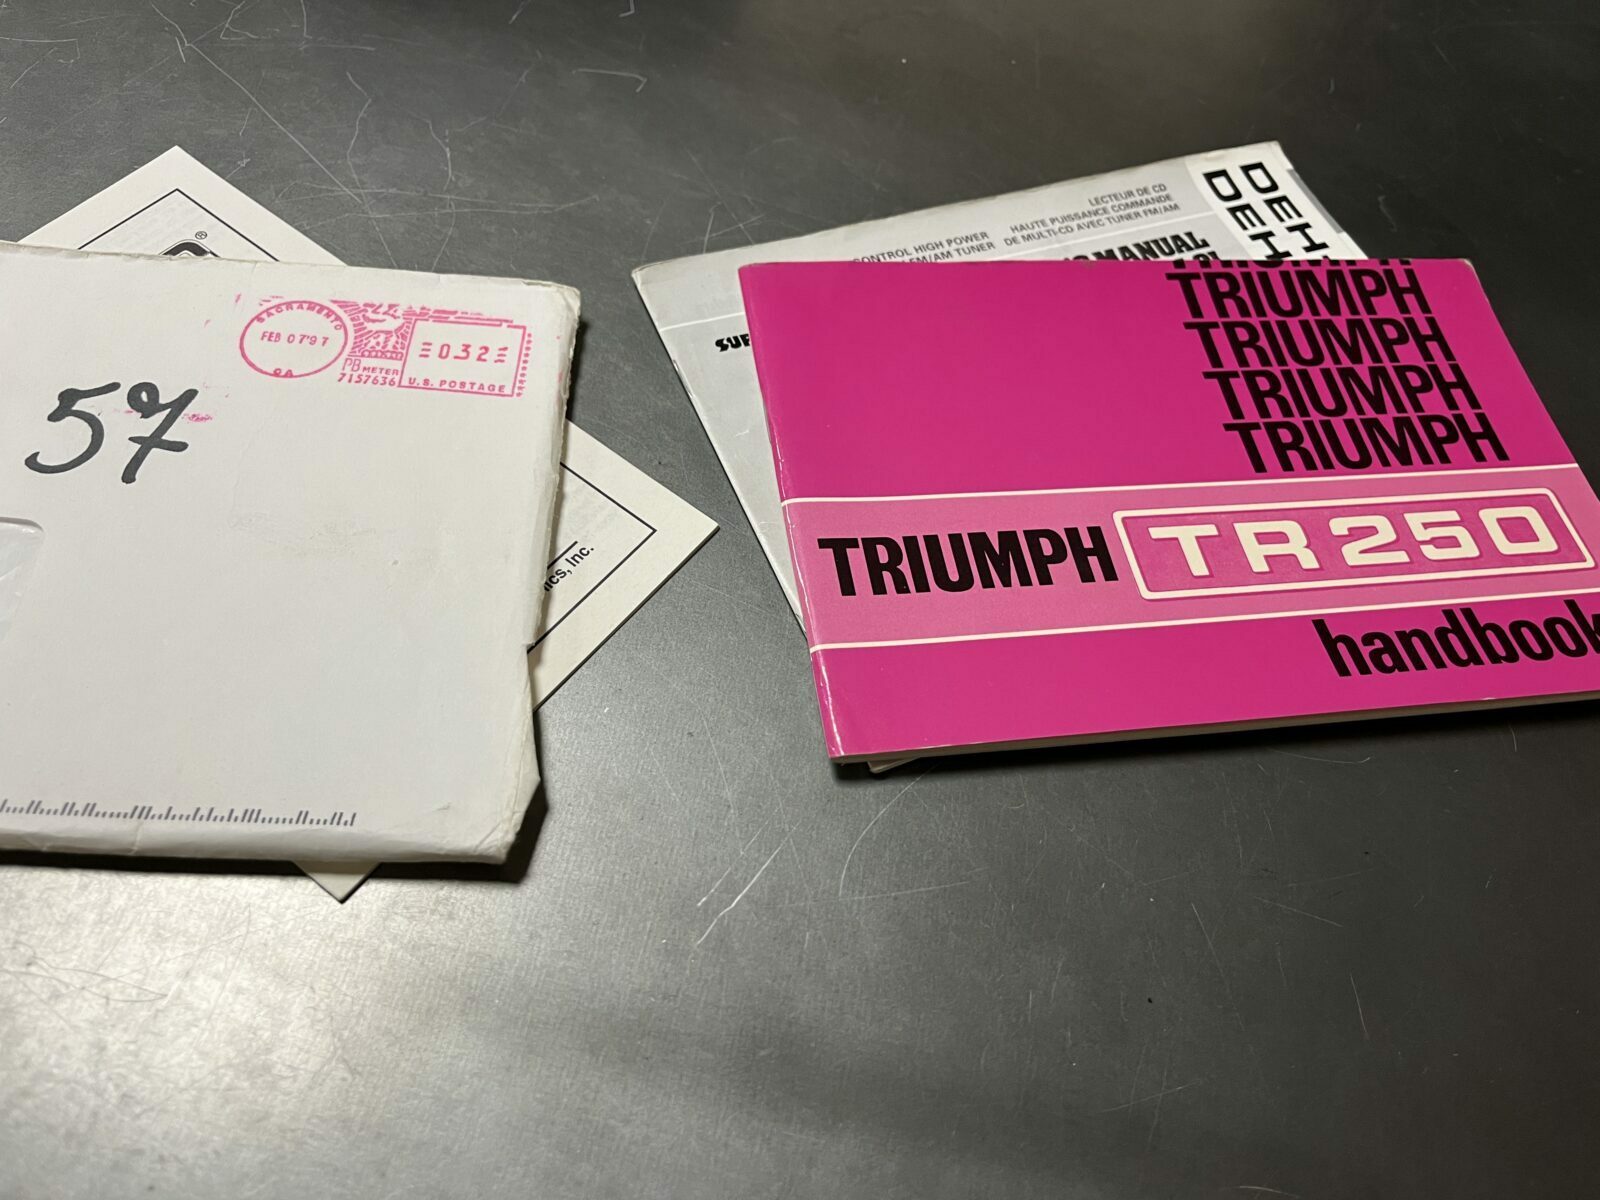 ®
SACRAMENTO
FEB 07'97
CA
PB METER
7157636
0.32
U.S. POSTAGE
57
Inc.
CONTROL HIGH POWER
FM/AM TUNER
LECTEUR DE CD
HAUTE PUISSANCE COMMANDE
DE MULTI-CD AVEC TUNER FM/AM
MANUAL
DEH
DEH
TRIUMPH
TRIUMPH
TRIUMPH
TRIUMPH
TRIUMPH
TRIUMPH TR250
handbook